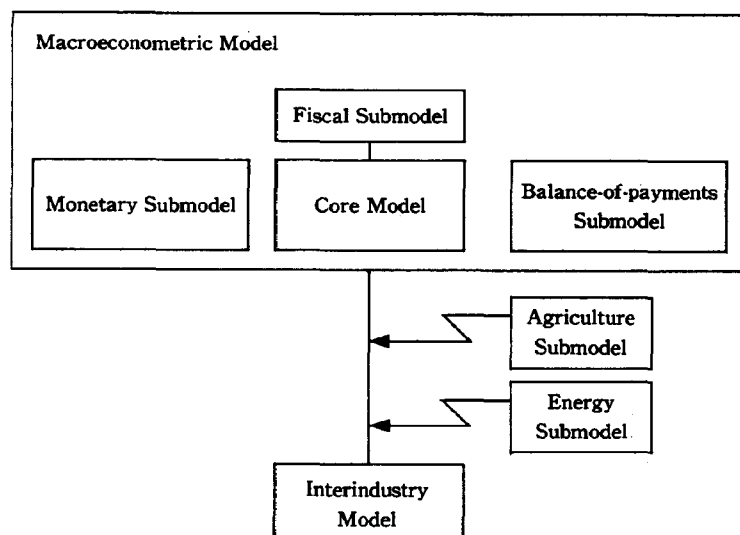 Macroeconometric Model
Fiscal Submodel
Monetary Submodel
Core Model
Balance-of-payments
Submodel
Agriculture
Submodel
Energy
Submodel
Interindustry
Model